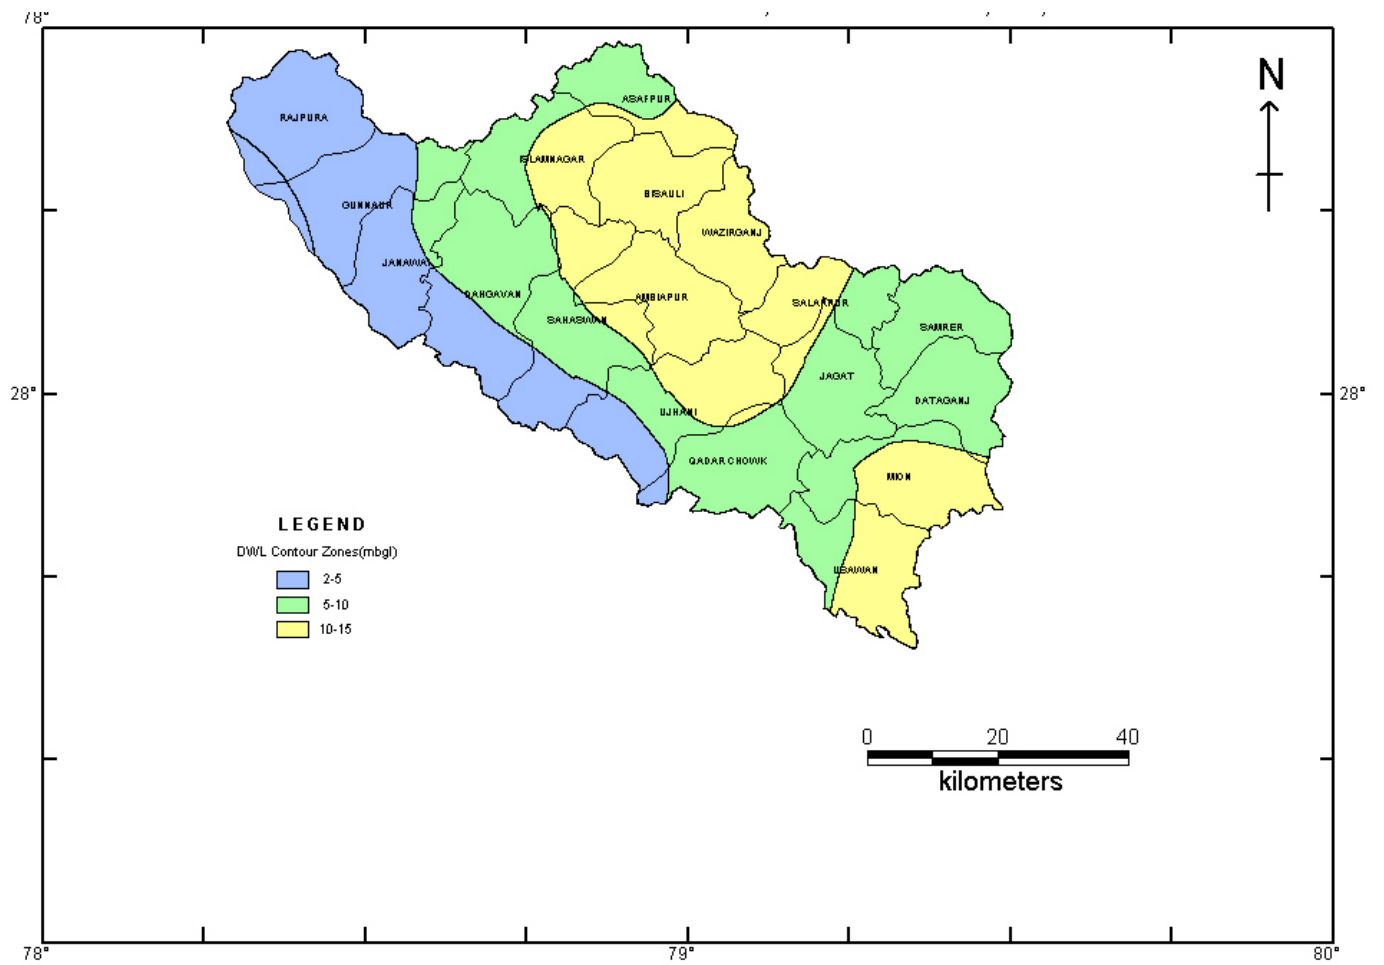 78°
N
ASAFPUR
RAJPURA
ISLAMNAGAR
BISAULI
GUNNAUR
WAZIRGANJ
JANAWAI
DAHGAVAN
AMBIAPUR
SALARPUR
SAHASWAN
SAMRER
JAGAT
28°
28°
DATAGANJ
UJHANI
QADAR CHOWK
MION
LEGEND
DWL Contour Zones(mbgl)
USAWAN
2-5
5-10
10-15
0 20 40
kilometers
78° 79° 80°